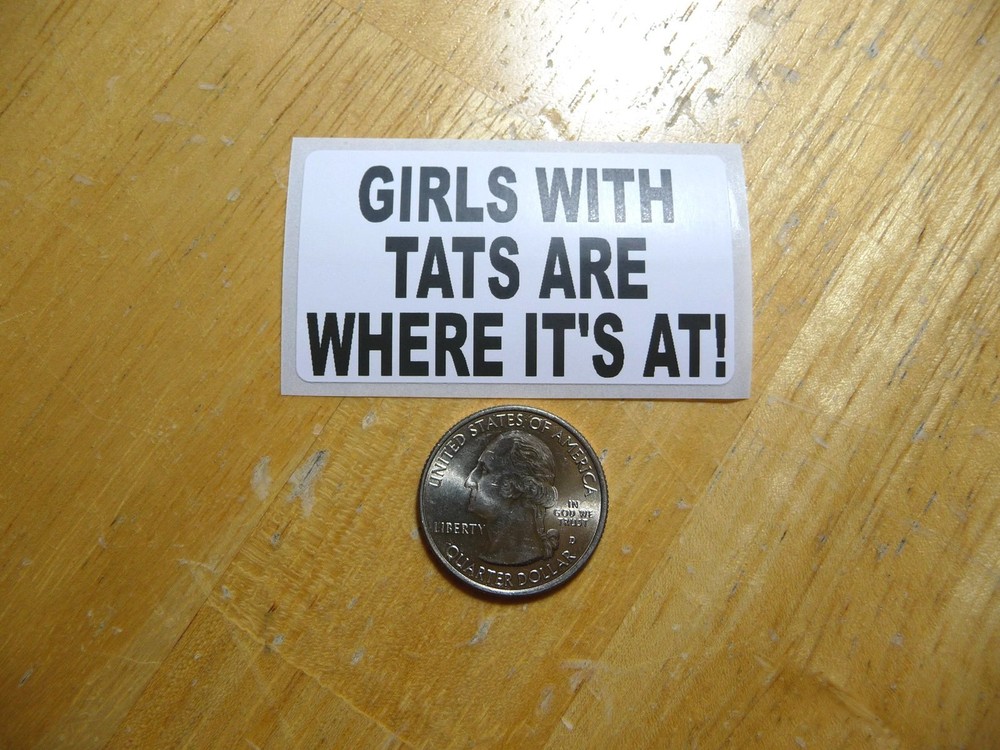 GIRLS WITH
TATS ARE
WHERE IT'S AT!
UNITED STATES OF AMERICA
LIBERTY
IN
GOD WE
TRUST
D
QUARTER DOLLAR